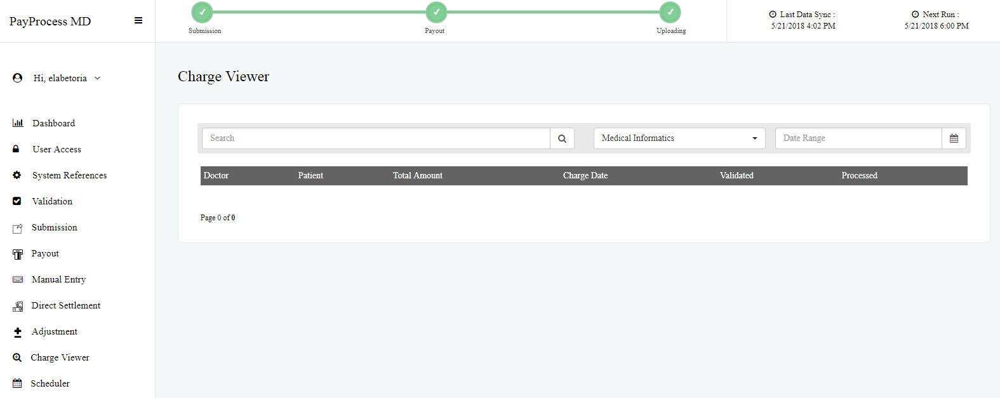 PayProcess MD
Submission
Payout
Uploading
Last Data Sync :
5/21/2018 4:02 PM
Next Run :
5/21/2018 6:00 PM
Hi, elabetoria
Dashboard
User Access
System References
Validation
Submission
Payout
Manual Entry
Direct Settlement
Adjustment
Charge Viewer
Scheduler
Charge Viewer
Search
Medical Informatics
Date Range
Doctor Patient Total Amount Charge Date Validated Processed
Page 0 of 0